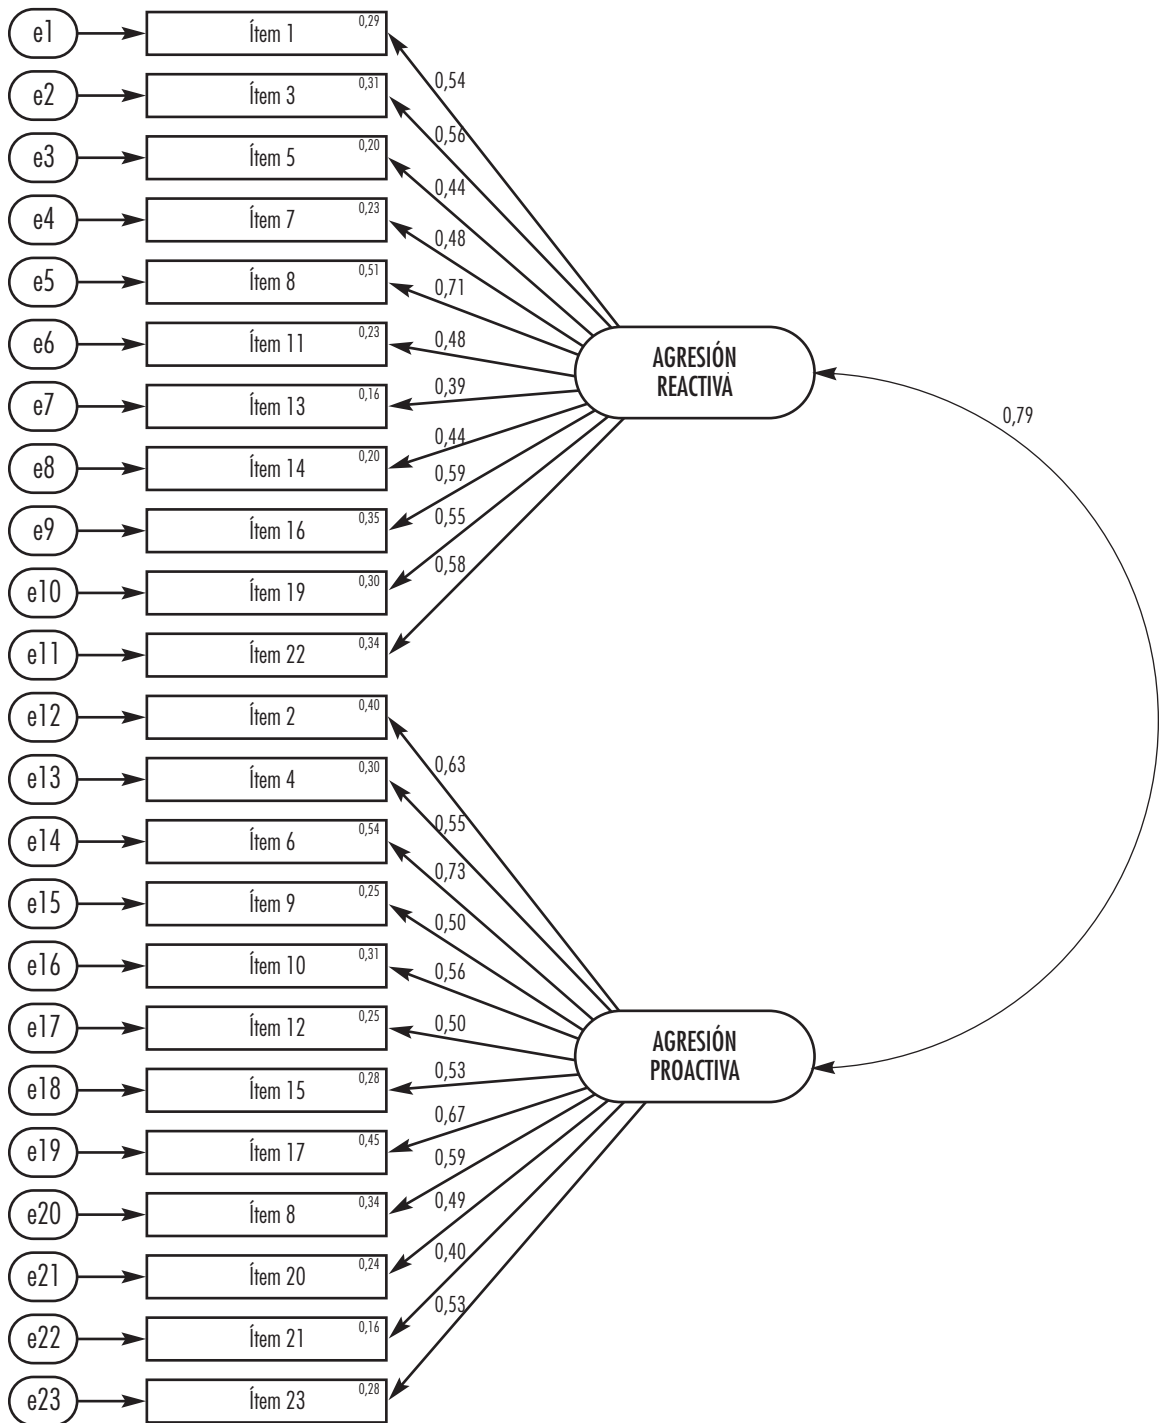 e1 Ítem 1 0,29
0,54
e2 Ítem 3 0,31
0,56
e3 Ítem 5 0,20
0,44
e4 Ítem 7 0,23
0,48
e5 Ítem 8 0,51
0,71
e6 Ítem 11 0,23
0,48
AGRESIÓN
REACTIVA
e7 Ítem 13 0,16
0,39
0,79
e8 Ítem 14 0,20
0,44
0,59
e9 Ítem 16 0,35
0,55
e10 Ítem 19 0,30
0,58
e11 Ítem 22 0,34
e12 Ítem 2 0,40
0,63
e13 Ítem 4 0,30
0,55
e14 Ítem 6 0,54
0,73
e15 Ítem 9 0,25
0,50
e16 Ítem 10 0,31
0,56
e17 Ítem 12 0,25
0,50
AGRESIÓN
PROACTIVA
e18 Ítem 15 0,28
0,53
0,67
e19 Ítem 17 0,45
0,59
e20 Ítem 8 0,34
0,49
e21 Ítem 20 0,24
0,40
e22 Ítem 21 0,16
0,53
e23 Ítem 23 0,28